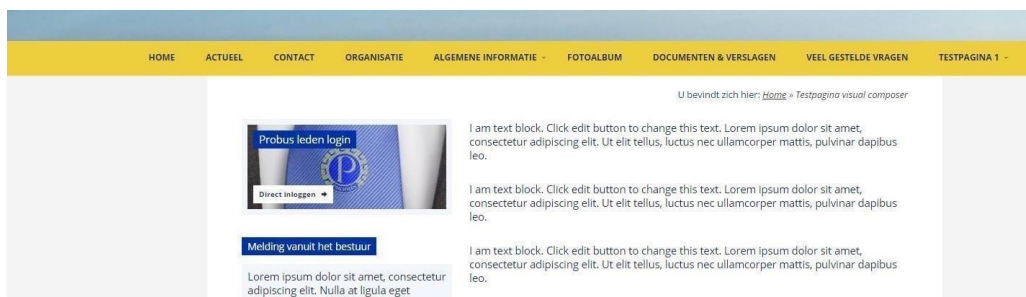 HOME ACTUEEL CONTACT ORGANISATIE ALGEMENE INFORMATIE FOTOALBUM DOCUMENTEN & VERSLAGEN VEEL GESTELDE VRAGEN TESTPAGINA 1
U bevindt zich hier: Home » Testpagina visual composer
Probus leden login
P
Direct inloggen
Melding vanuit het bestuur
Lorem ipsum dolor sit amet, consectetur
adipiscing elit. Nulla at ligula eget
I am text block. Click edit button to change this text. Lorem ipsum dolor sit amet,
consectetur adipiscing elit. Ut elit tellus, luctus nec ullamcorper mattis, pulvinar dapibus
leo.
I am text block. Click edit button to change this text. Lorem ipsum dolor sit amet,
consectetur adipiscing elit. Ut elit tellus, luctus nec ullamcorper mattis, pulvinar dapibus
leo.
I am text block. Click edit button to change this text. Lorem ipsum dolor sit amet,
consectetur adipiscing elit. Ut elit tellus, luctus nec ullamcorper mattis, pulvinar dapibus
leo.